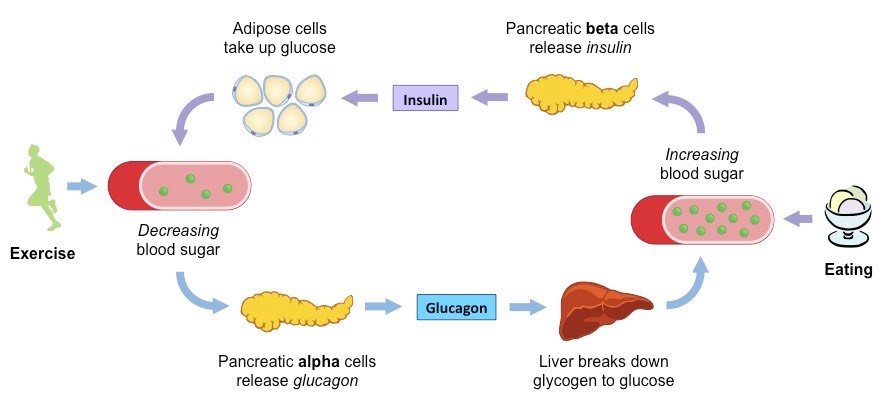 Adipose cells
take up glucose
Pancreatic beta cells
release insulin
Insulin
Increasing
blood sugar
Exercise
Decreasing
blood sugar
Eating
Glucagon
Pancreatic alpha cells
release glucagon
Liver breaks down
glycogen to glucose